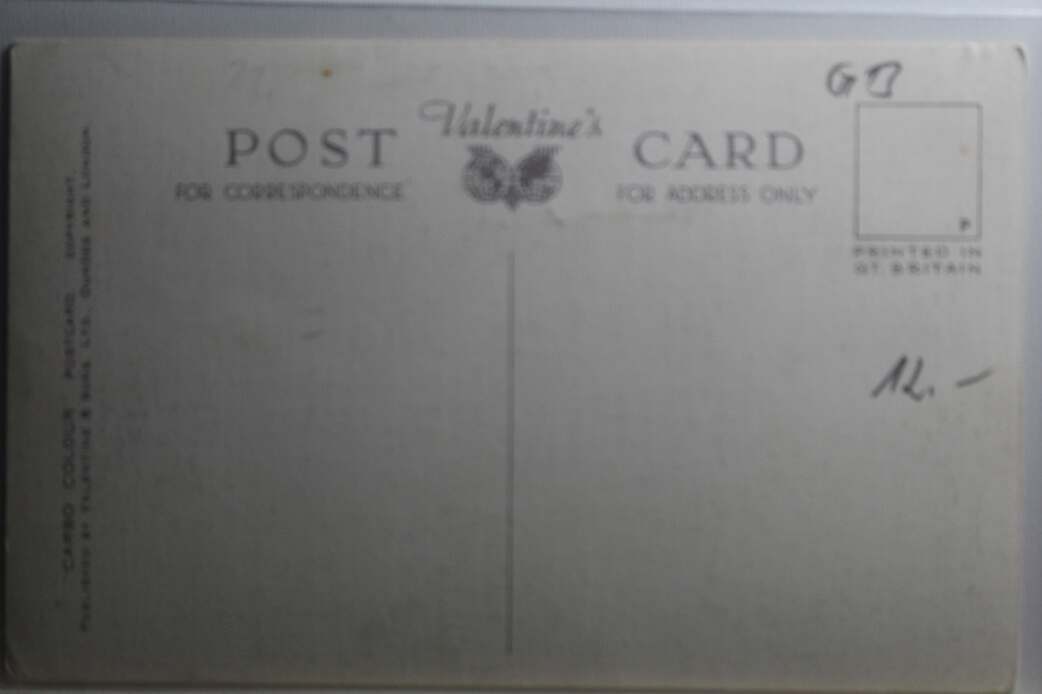 GB
Valentine's
POST CARD
FOR CORRESPONDENCE
FOR ADDRESS ONLY
P
PRINTED IN
GT. BRITAIN
12. –
"CARBO COLOUR" POSTCARD. COPYRIGHT.
PUBLISHED BY VALENTINE & SONS, LTD., DUNDEE AND LONDON.